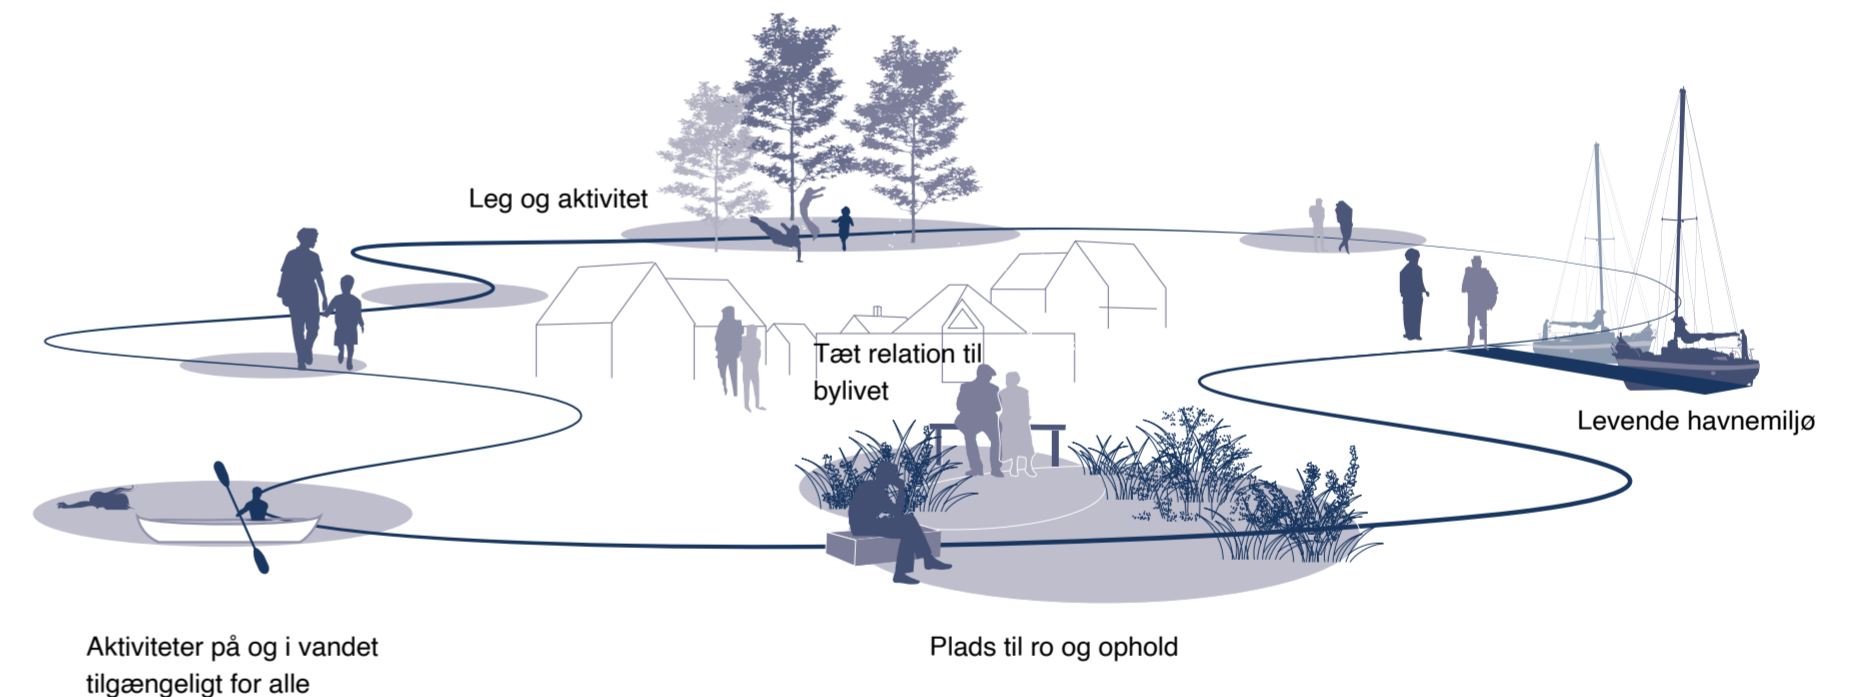 Leg og aktivitet
Tæt relation til
bylivet
Levende havnemiljø
Aktiviteter på og i vandet
tilgængeligt for alle
Plads til ro og ophold